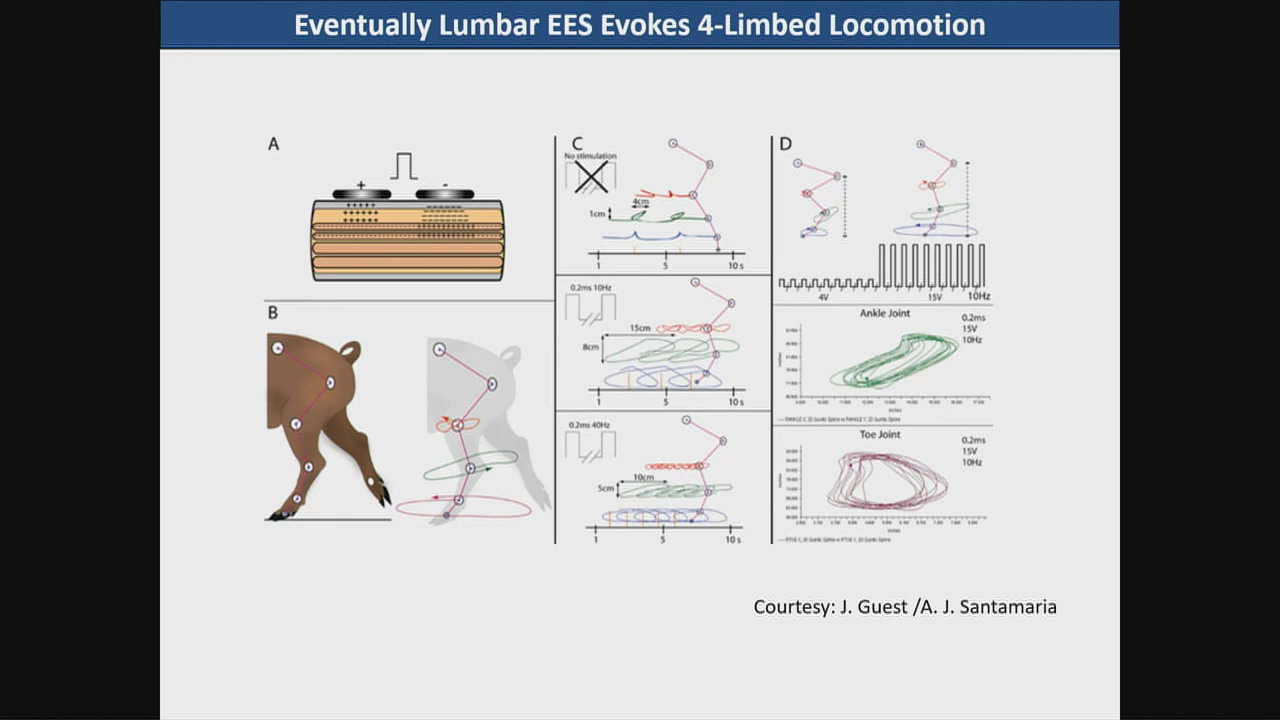 Eventually Lumbar EES Evokes 4-Limbed Locomotion
A
+
-
B
C
No stimulation
4cm
1cm
1
5
10 s
0.2ms 10Hz
15cm
8cm
1
5
10 s
0.2ms 40Hz
10cm
5cm
1
5
10 s
D
4V
15V
10Hz
Ankle Joint
0.2ms
15V
10Hz
Toe Joint
0.2ms
15V
10Hz
Courtesy: J. Guest /A. J. Santamaria